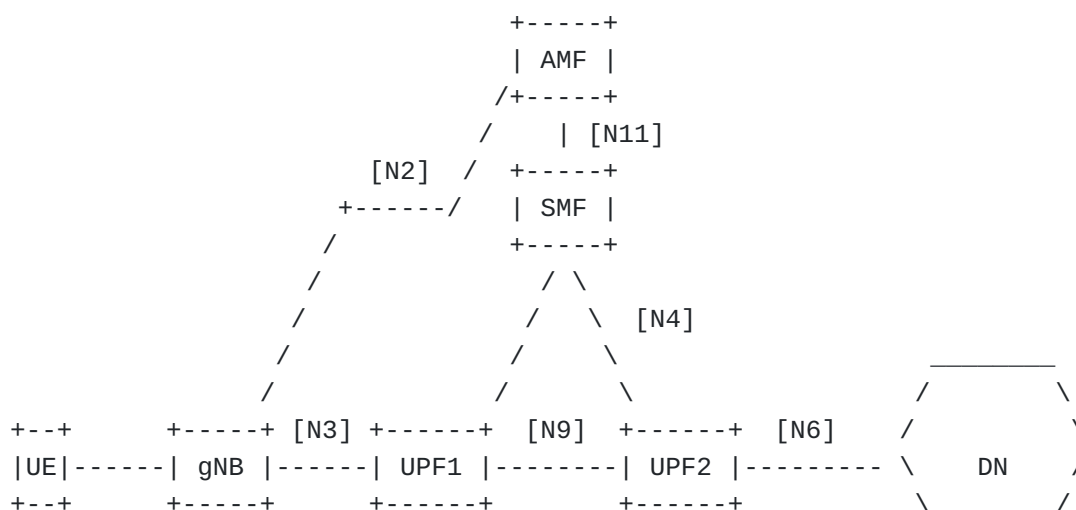 AMF
[N11]
[N2]
SMF
[N4]
[N3] [N9] [N6]
UE gNB UPF1 UPF2 DN